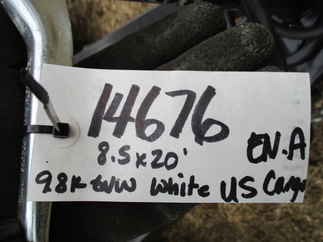 14676
8.5x20'
EN.A
9.8K GVW White US Cargo